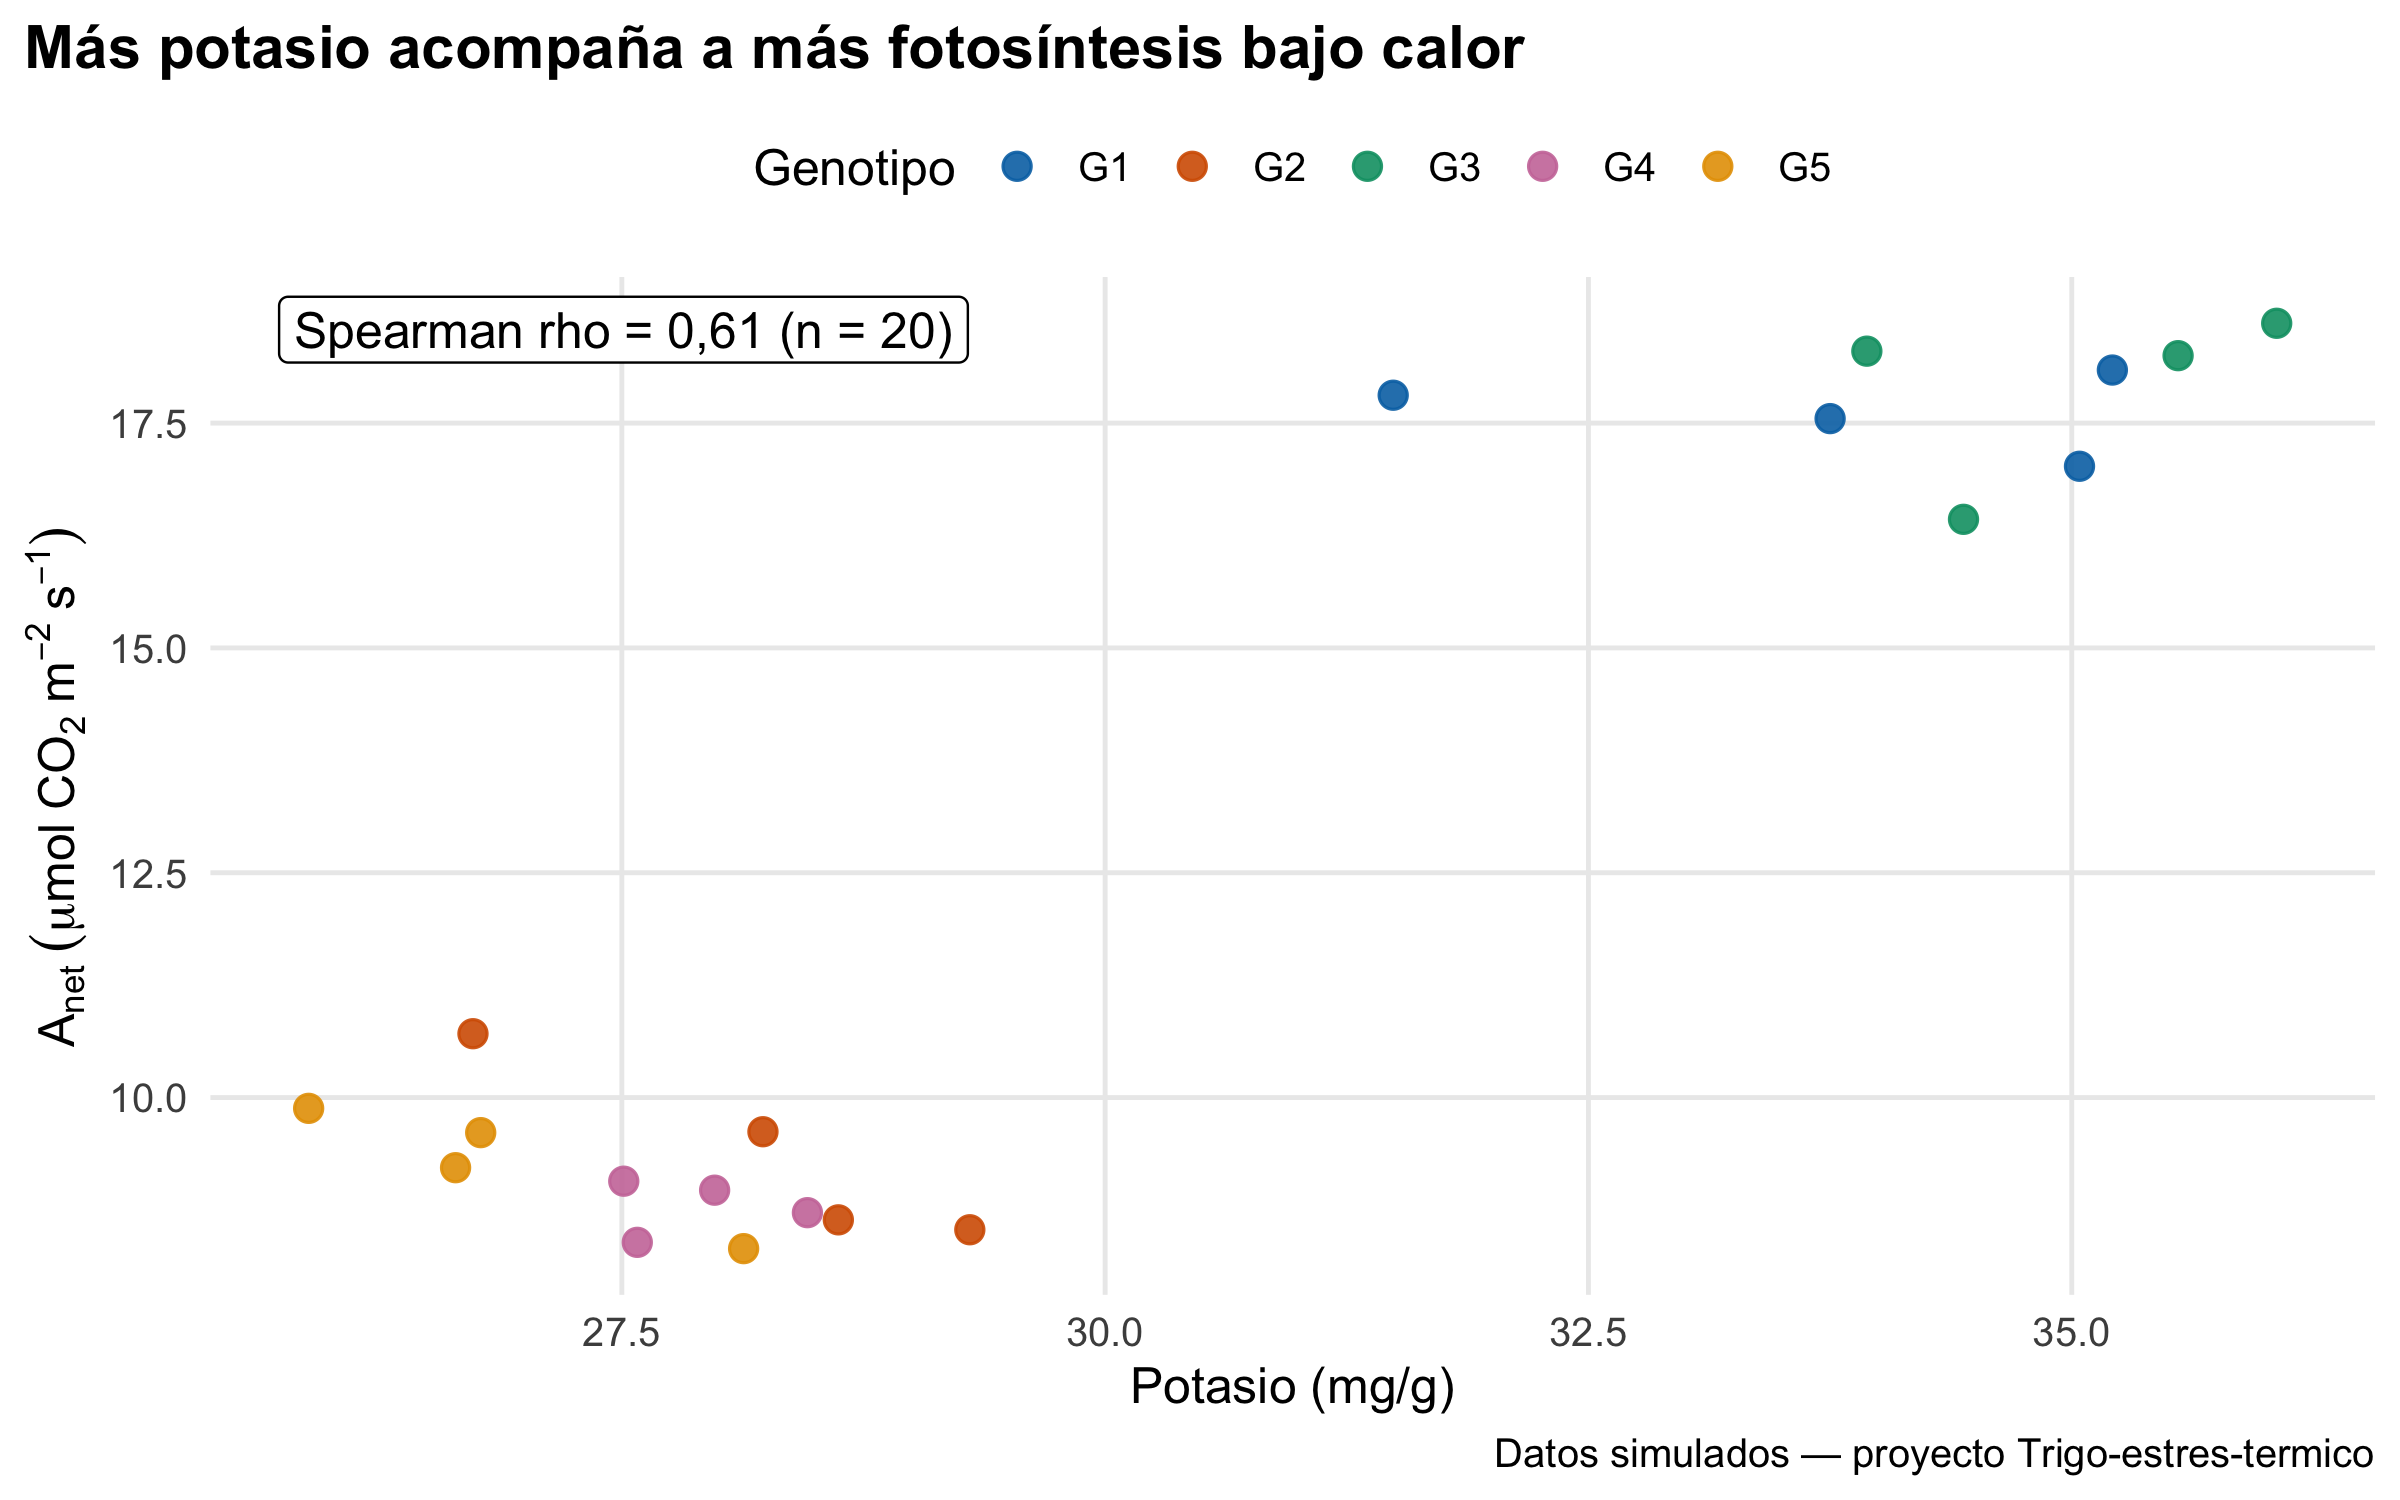 Más potasio acompaña a más fotosíntesis bajo calor
Genotipo G1 G2 G3 G4 G5
Spearman rho = 0,61 (n = 20)
17.5
15.0
12.5
10.0
A_net (μmol CO₂ m⁻² s⁻¹)
27.5 30.0 32.5 35.0
Potasio (mg/g)
Datos simulados — proyecto Trigo-estres-termico